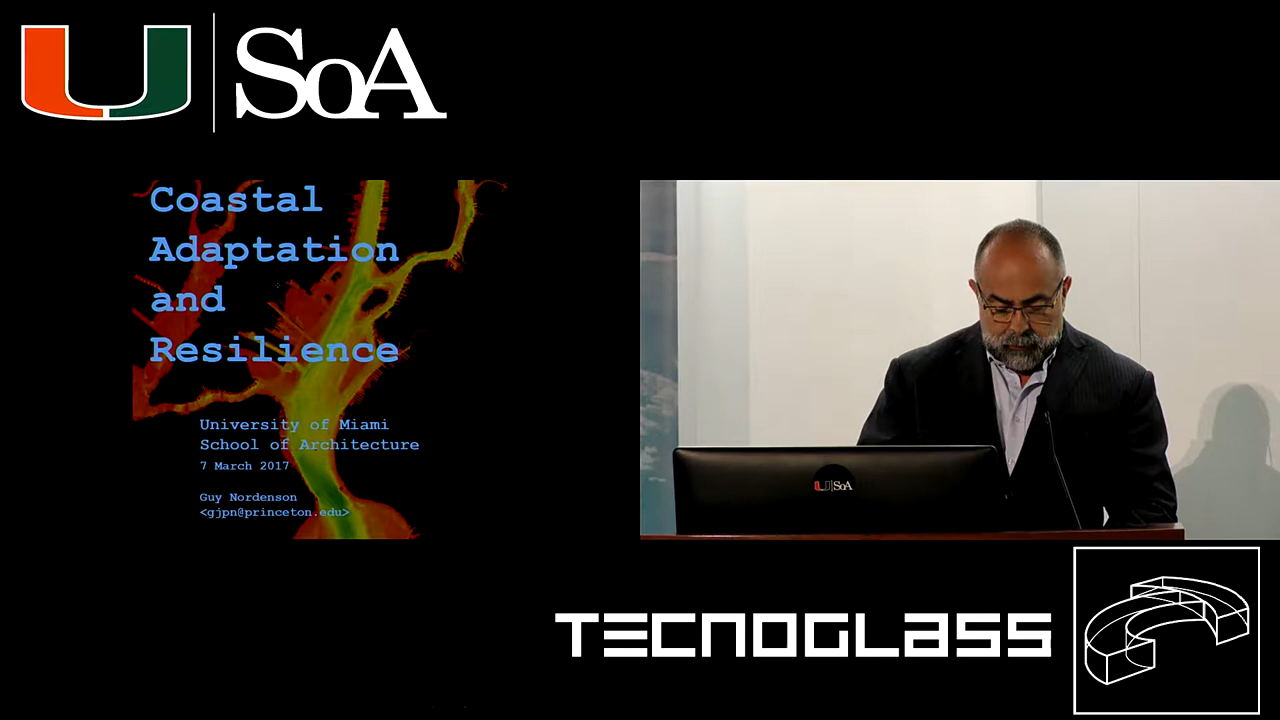 U SoA
Coastal
Adaptation
and
Resilience
University of Miami
School of Architecture
7 March 2017
Guy Nordenson
<gjpn@princeton.edu>
U SoA
TECNOGLASS